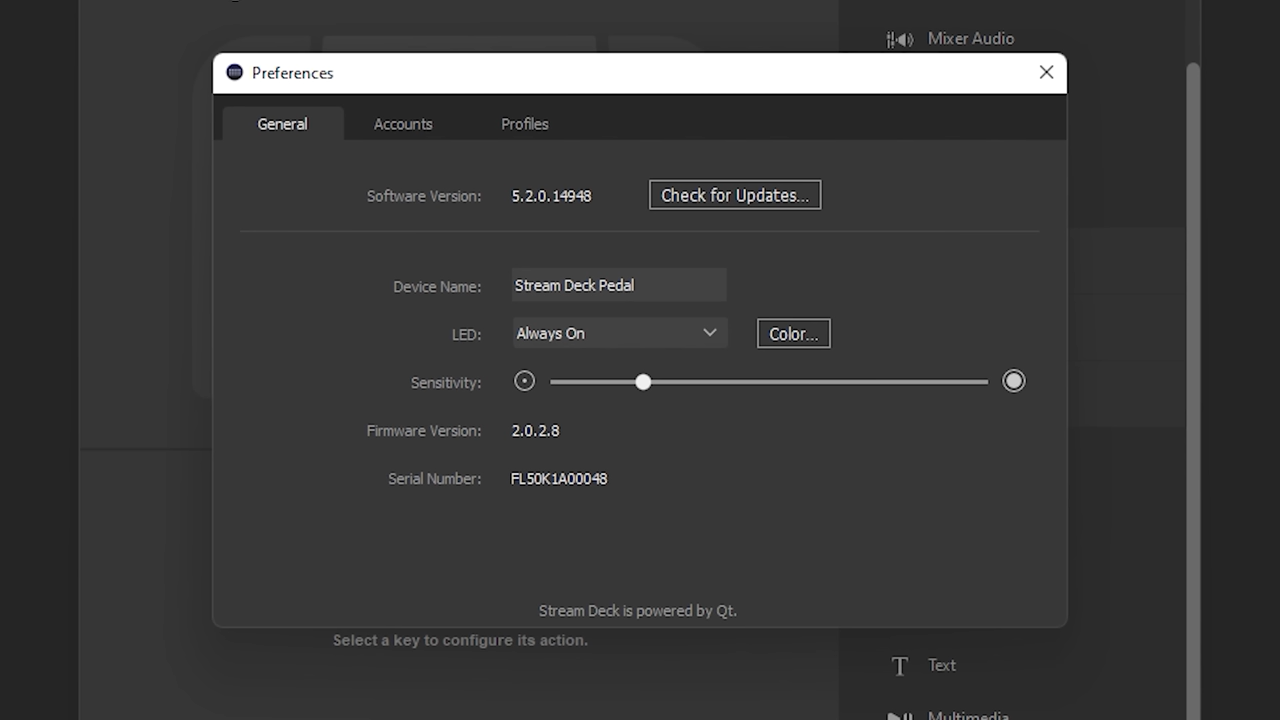 Mixer Audio
Preferences
General Accounts Profiles
Software Version: 5.2.0.14948 Check for Updates...
Device Name: Stream Deck Pedal
LED: Always On Color...
Sensitivity:
Firmware Version: 2.0.2.8
Serial Number: FL50K1A00048
Stream Deck is powered by Qt.
Select a key to configure its action.
Text
Multimedia